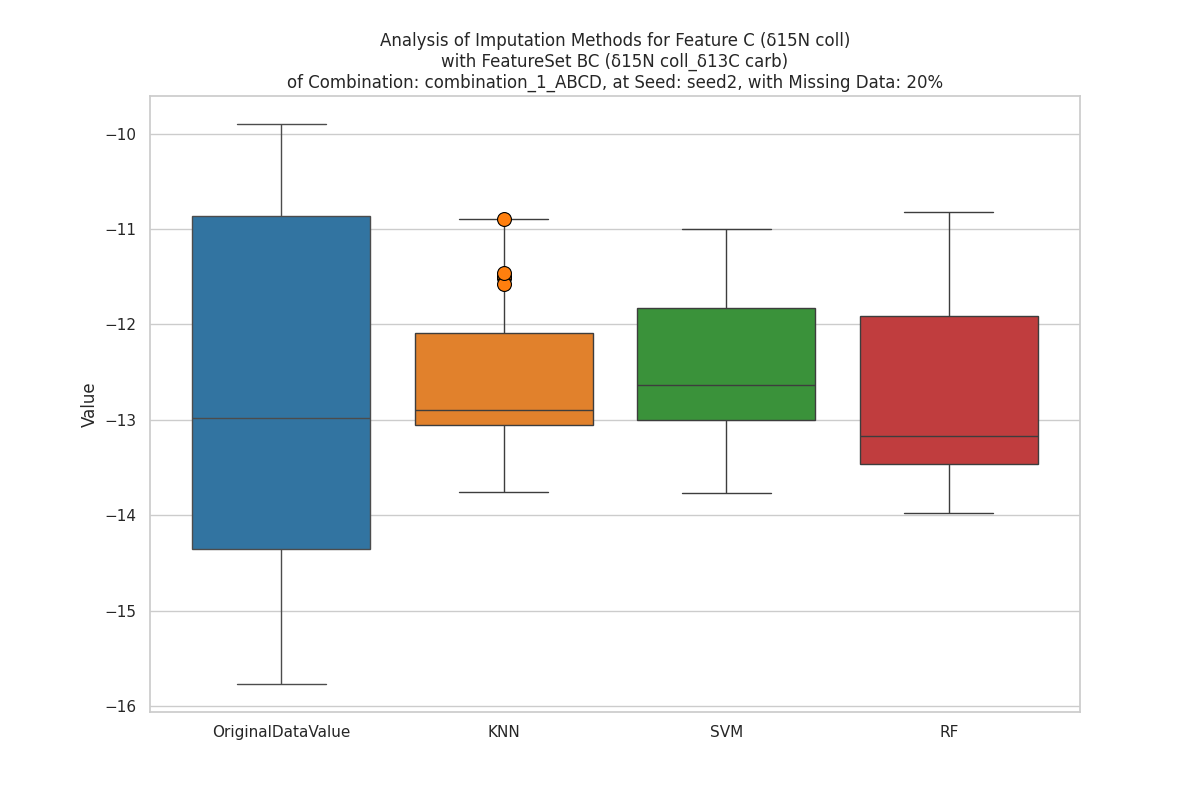 Analysis of Imputation Methods for Feature C (δ15N coll)
with FeatureSet BC (δ15N coll_δ13C carb)
of Combination: combination_1_ABCD, at Seed: seed2, with Missing Data: 20%
−10
−11
−12
−13
−14
−15
−16
Value
OriginalDataValue
KNN
SVM
RF